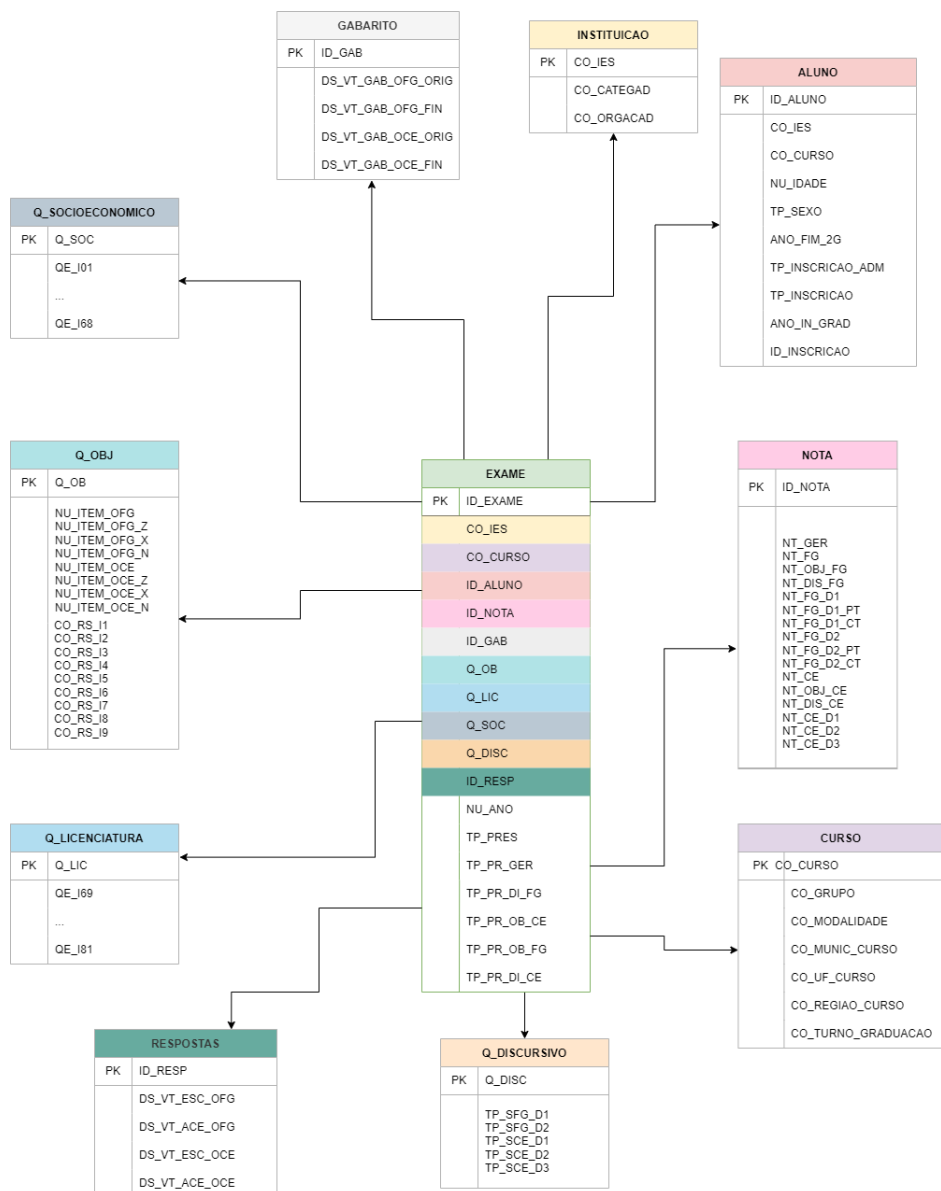 GABARITO
PK ID_GAB
DS_VT_GAB_OFG_ORIG
DS_VT_GAB_OFG_FIN
DS_VT_GAB_OCE_ORIG
DS_VT_GAB_OCE_FIN
INSTITUICAO
PK CO_IES
CO_CATEGAD
CO_ORGACAD
ALUNO
PK ID_ALUNO
CO_IES
CO_CURSO
NU_IDADE
TP_SEXO
ANO_FIM_2G
TP_INSCRICAO_ADM
TP_INSCRICAO
ANO_IN_GRAD
ID_INSCRICAO
Q_SOCIOECONOMICO
PK Q_SOC
QE_I01
...
QE_I68
Q_OBJ
PK Q_OB
NU_ITEM_OFG
NU_ITEM_OFG_Z
NU_ITEM_OFG_X
NU_ITEM_OFG_N
NU_ITEM_OCE
NU_ITEM_OCE_Z
NU_ITEM_OCE_X
NU_ITEM_OCE_N
CO_RS_I1
CO_RS_I2
CO_RS_I3
CO_RS_I4
CO_RS_I5
CO_RS_I6
CO_RS_I7
CO_RS_I8
CO_RS_I9
EXAME
PK ID_EXAME
CO_IES
CO_CURSO
ID_ALUNO
ID_NOTA
ID_GAB
Q_OB
Q_LIC
Q_SOC
Q_DISC
ID_RESP
NU_ANO
TP_PRES
TP_PR_GER
TP_PR_DI_FG
TP_PR_OB_CE
TP_PR_OB_FG
TP_PR_DI_CE
NOTA
PK ID_NOTA
NT_GER
NT_FG
NT_OBJ_FG
NT_DIS_FG
NT_FG_D1
NT_FG_D1_PT
NT_FG_D1_CT
NT_FG_D2
NT_FG_D2_PT
NT_FG_D2_CT
NT_CE
NT_OBJ_CE
NT_DIS_CE
NT_CE_D1
NT_CE_D2
NT_CE_D3
Q_LICENCIATURA
PK Q_LIC
QE_I69
...
QE_I81
CURSO
PK CO_CURSO
CO_GRUPO
CO_MODALIDADE
CO_MUNIC_CURSO
CO_UF_CURSO
CO_REGIAO_CURSO
CO_TURNO_GRADUACAO
RESPOSTAS
PK ID_RESP
DS_VT_ESC_OFG
DS_VT_ACE_OFG
DS_VT_ESC_OCE
DS_VT_ACE_OCE
Q_DISCURSIVO
PK Q_DISC
TP_SFG_D1
TP_SFG_D2
TP_SCE_D1
TP_SCE_D2
TP_SCE_D3